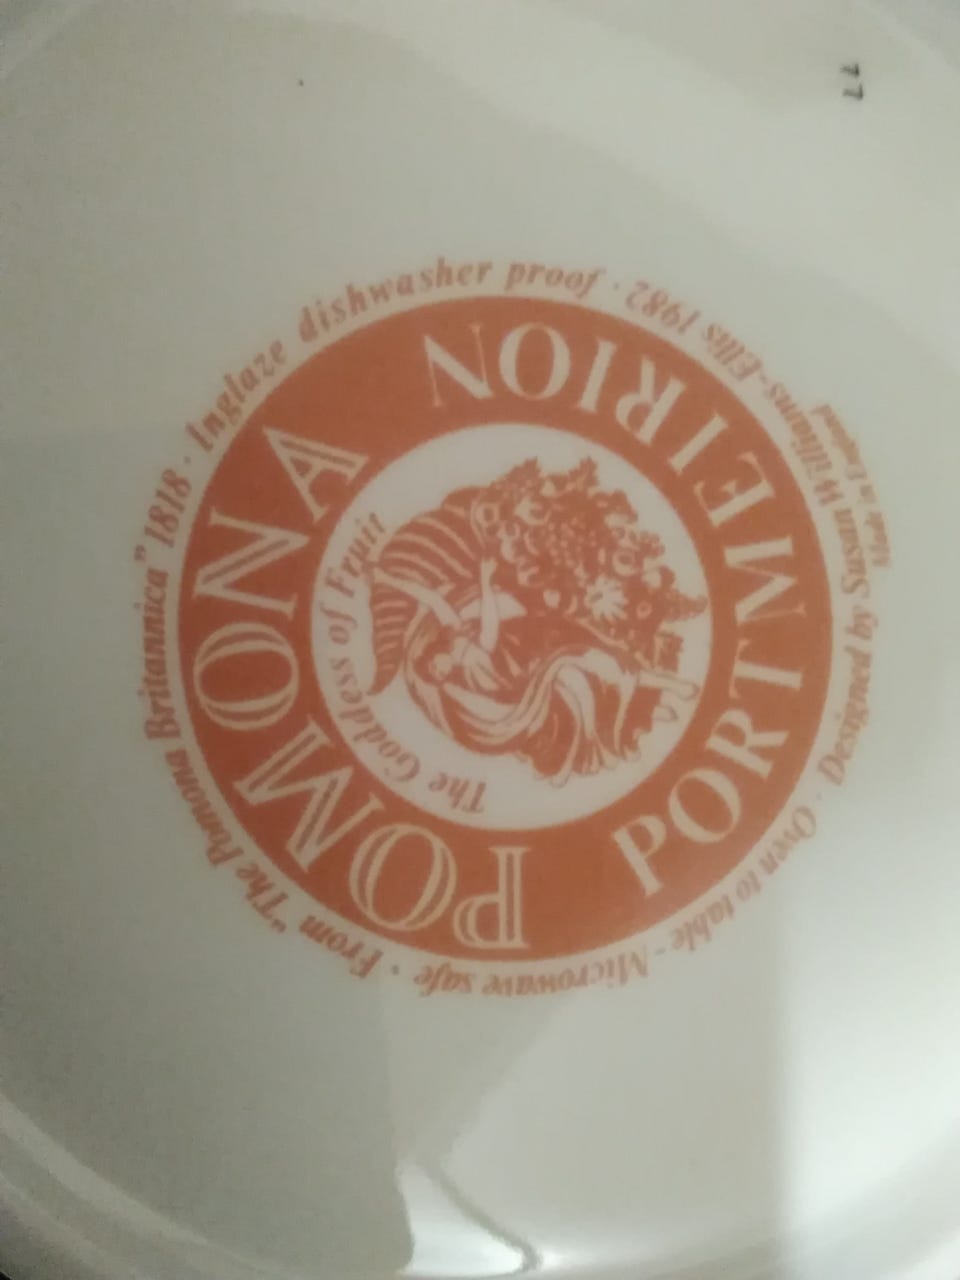 POMONA
PORTMEIRION
The Goddess of Fruit
From "The Pomona Britannica" 1818 · Inglaze dishwasher proof ·
Designed by Susan Williams-Ellis 1982
· Oven to table - Microwave safe ·
Made in England
77